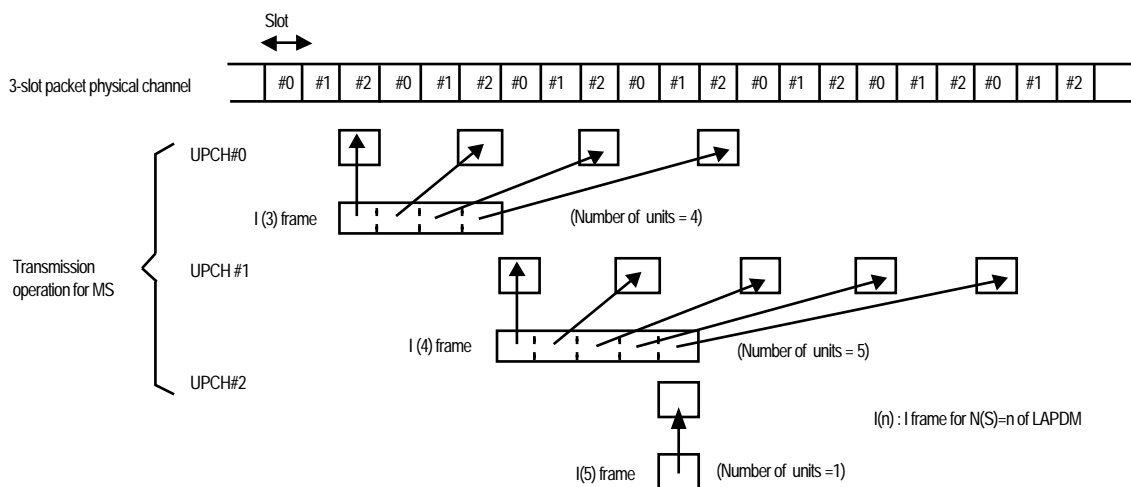 Slot
3-slot packet physical channel #0 #1 #2 #0 #1 #2 #0 #1 #2 #0 #1 #2 #0 #1 #2 #0 #1 #2 #0 #1 #2
UPCH#0
I (3) frame (Number of units = 4)
Transmission
operation for MS
UPCH #1
I (4) frame (Number of units = 5)
UPCH#2
I(n) : I frame for N(S)=n of LAPDM
I(5) frame (Number of units =1)